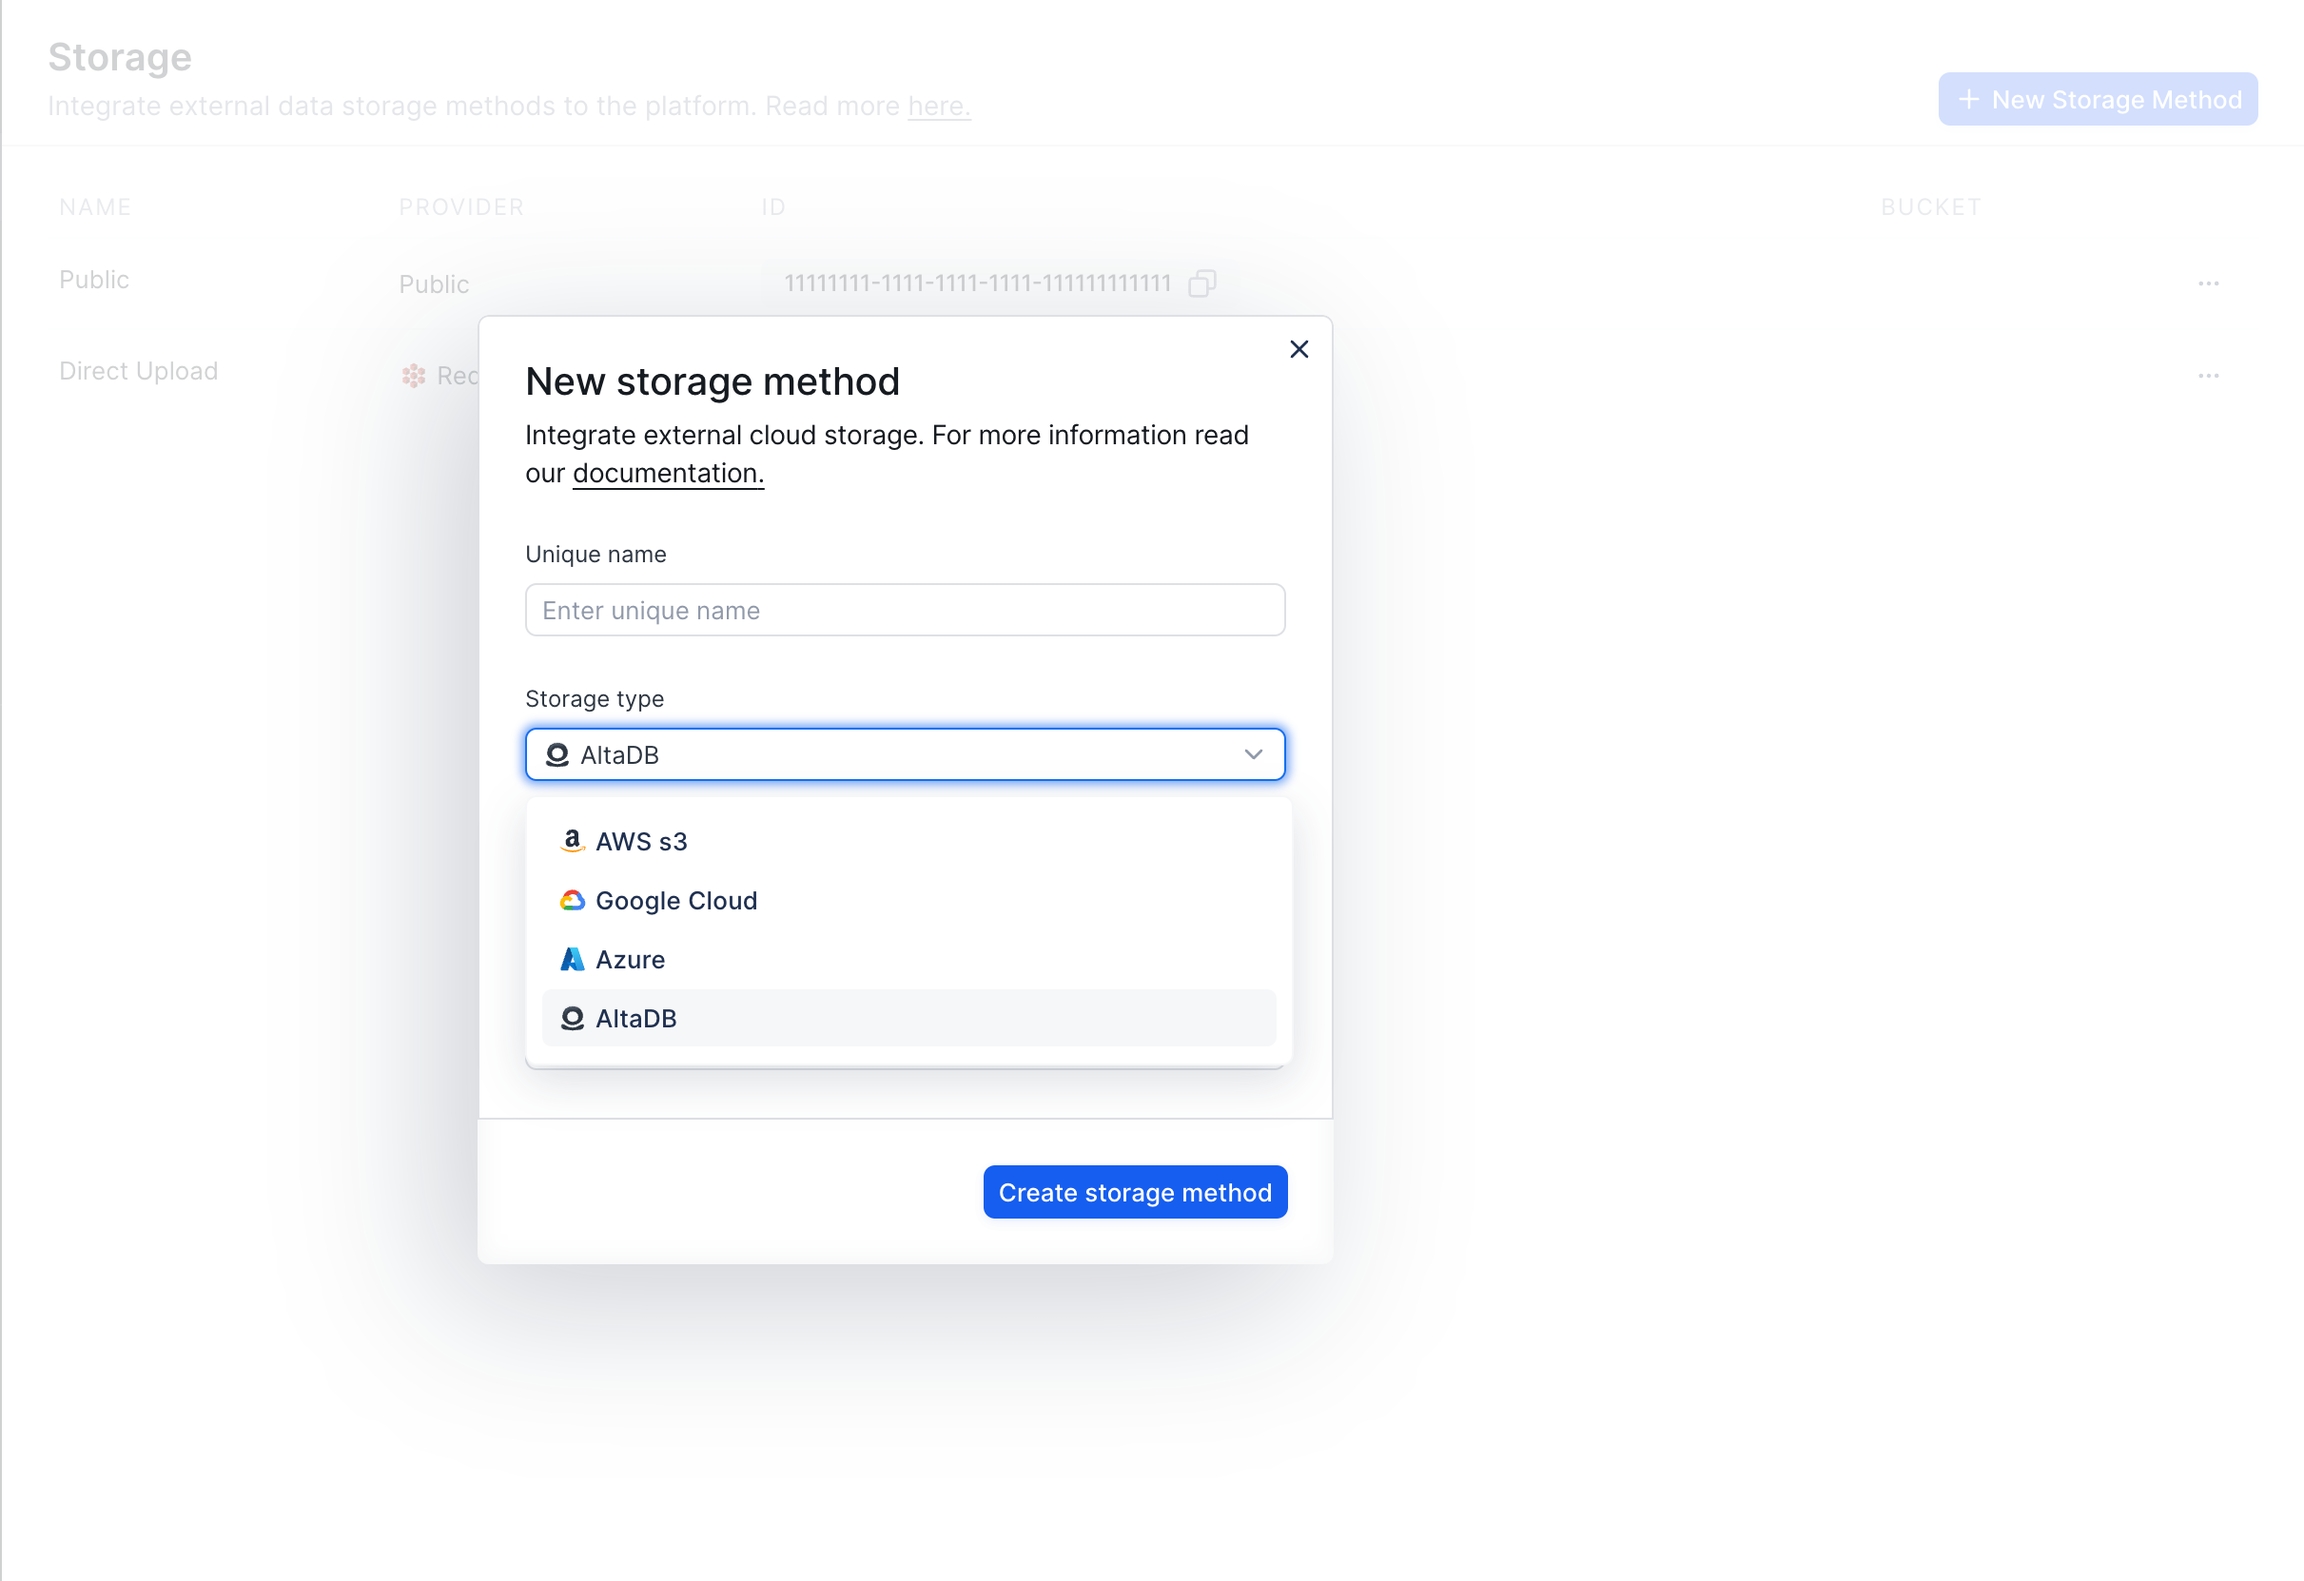 Storage
Integrate external data storage methods to the platform. Read more here.
+ New Storage Method
NAME PROVIDER ID BUCKET
Public Public 11111111-1111-1111-1111-111111111111
Direct Upload
New storage method
Integrate external cloud storage. For more information read
our documentation.
Unique name
Enter unique name
Storage type
AltaDB
AWS s3
Google Cloud
Azure
AltaDB
Create storage method